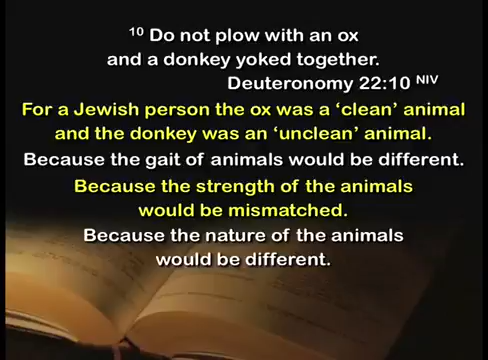 10 Do not plow with an ox
and a donkey yoked together.
Deuteronomy 22:10 NIV
For a Jewish person the ox was a ‘clean’ animal
and the donkey was an ‘unclean’ animal.
Because the gait of animals would be different.
Because the strength of the animals
would be mismatched.
Because the nature of the animals
would be different.